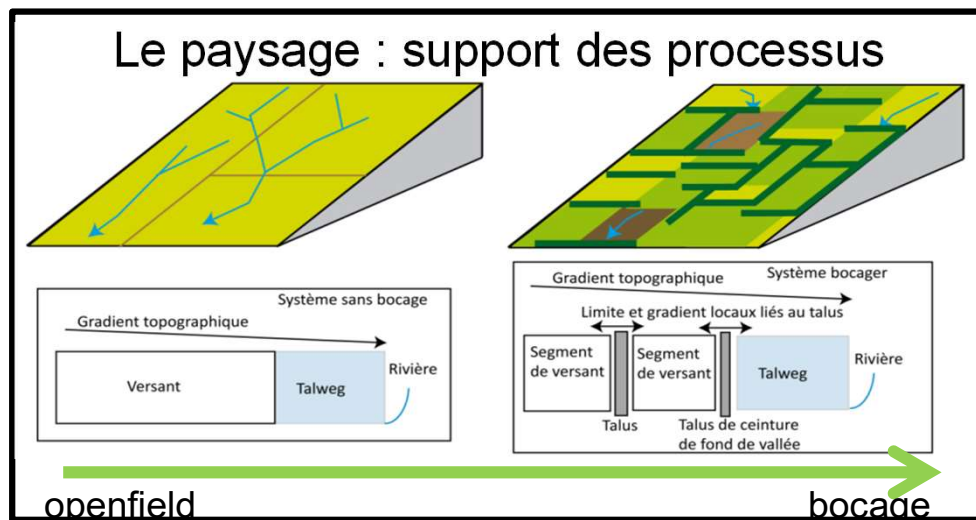 Le paysage : support des processus
Système sans bocage
Gradient topographique
Versant
Talweg
Rivière
Gradient topographique
Système bocager
Limite et gradient locaux liés au talus
Segment
de versant
Segment
de versant
Talweg
Rivière
Talus
Talus de ceinture
de fond de vallée
openfield
bocage